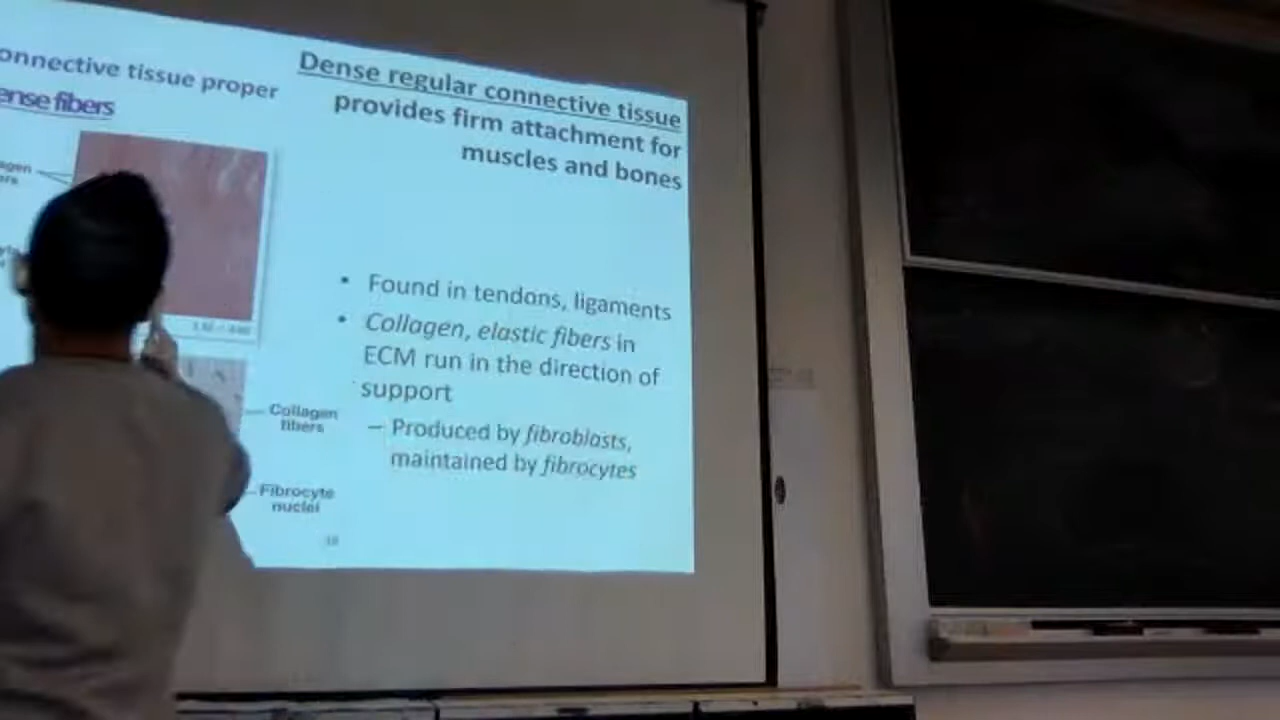 onnective tissue proper
ense fibers
Dense regular connective tissue
provides firm attachment for
muscles and bones
agen
ers
• Found in tendons, ligaments
• Collagen, elastic fibers in
ECM run in the direction of
support
– Produced by fibroblasts,
maintained by fibrocytes
Collagen
fibers
Fibrocyte
nuclei